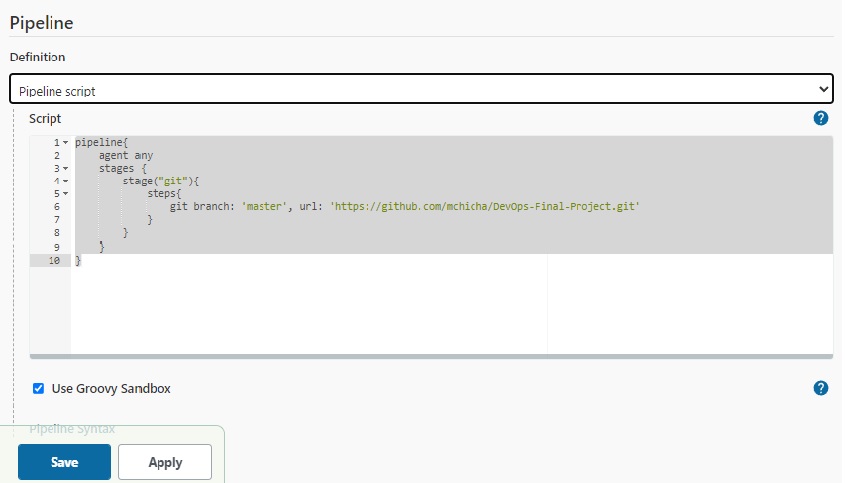 Pipeline
Definition
Pipeline script
Script
?
1 pipeline{
2     agent any
3     stages {
4         stage("git"){
5             steps{
6                 git branch: 'master', url: 'https://github.com/mchicha/DevOps-Final-Project.git'
7             }
8         }
9     }
10 }
Use Groovy Sandbox
?
Pipeline Syntax
Save Apply